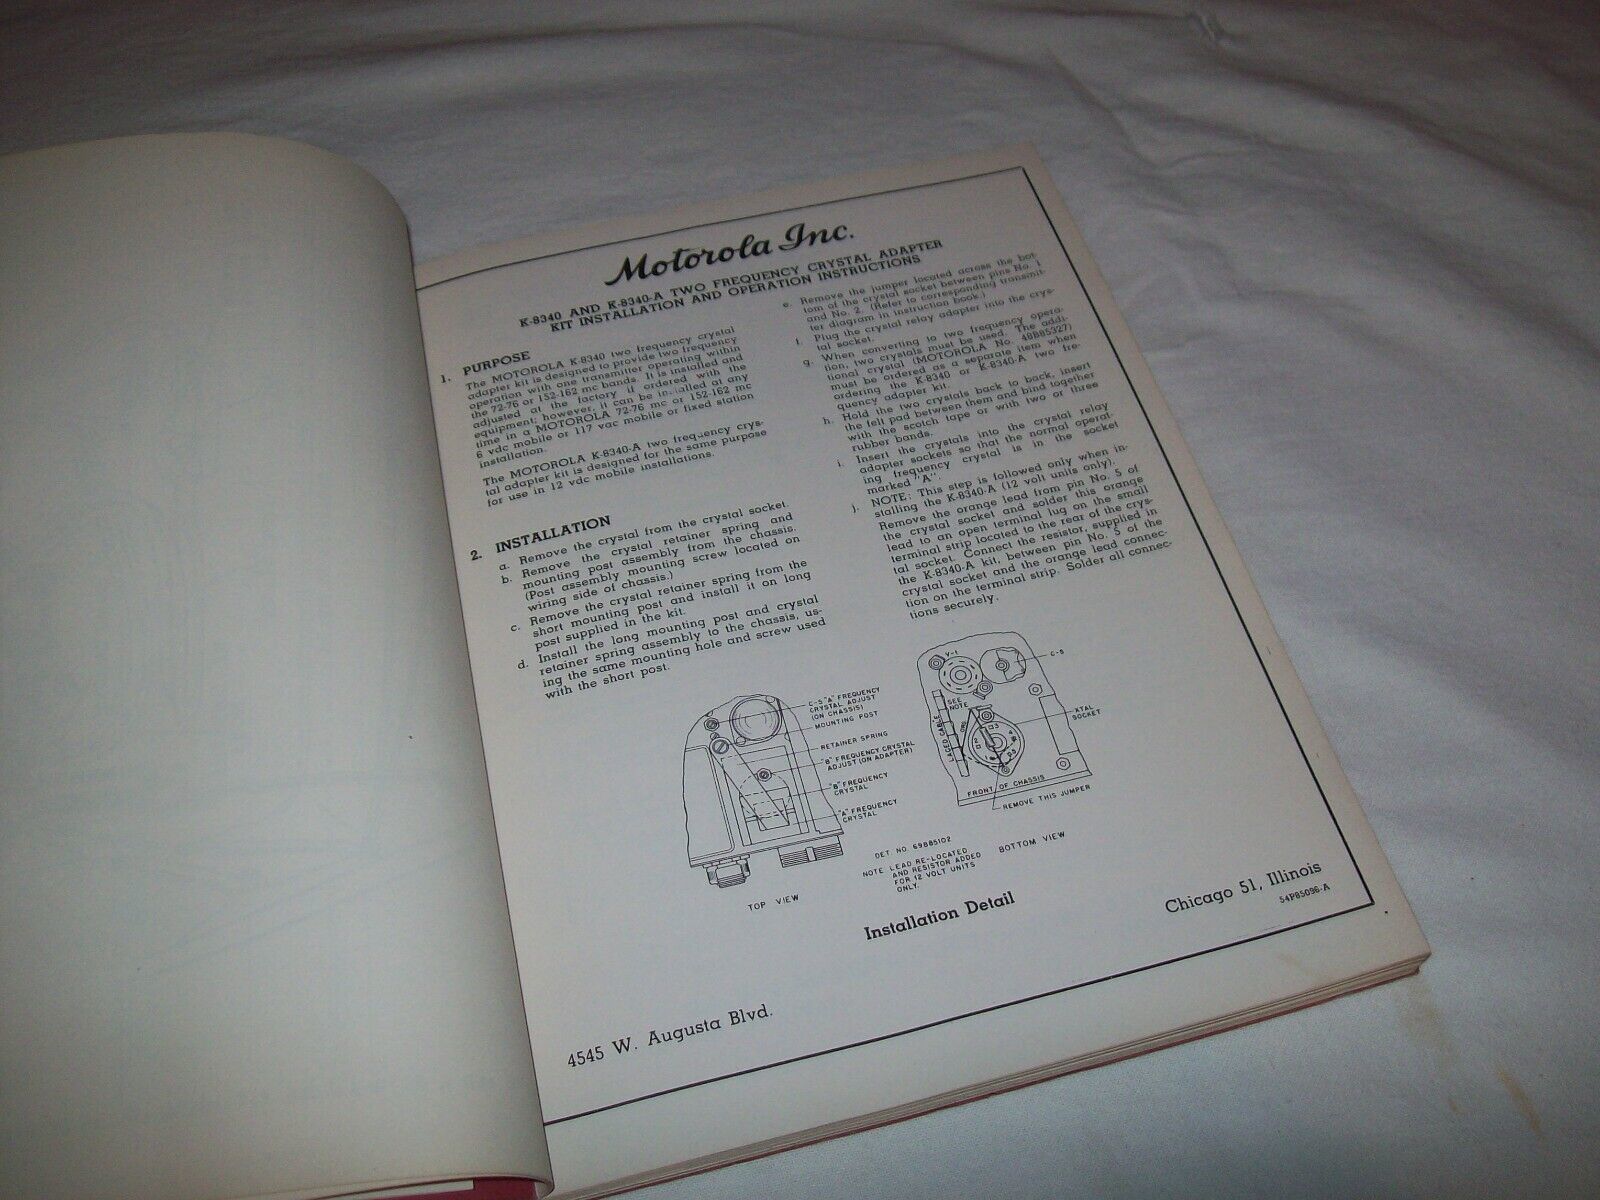 Motorola Inc.
K-8340 AND K-8340-A TWO FREQUENCY CRYSTAL ADAPTER
KIT INSTALLATION AND OPERATION INSTRUCTIONS
1. PURPOSE
The MOTOROLA K-8340 two frequency crystal
adapter kit is designed to provide two frequency
operation with one transmitter operating within
the 72-76 or 152-162 mc bands. It is installed and
adjusted at the factory if ordered with the
equipment; however, it can be installed at any
time in a MOTOROLA 72-76 mc or 152-162 mc
6 vdc mobile or 117 vac mobile or fixed station
installation.
The MOTOROLA K-8340-A two frequency crys-
tal adapter kit is designed for the same purpose
for use in 12 vdc mobile installations.
2. INSTALLATION
a. Remove the crystal from the crystal socket.
b. Remove the crystal retainer spring and
mounting post assembly from the chassis.
(Post assembly mounting screw located on
wiring side of chassis.)
c. Remove the crystal retainer spring from the
short mounting post and install it on long
post supplied in the kit.
d. Install the long mounting post and crystal
retainer spring assembly to the chassis, us-
ing the same mounting hole and screw used
with the short post.
e. Remove the jumper located across the bot-
tom of the crystal socket between pins No. 1
and No. 2. (Refer to corresponding transmit-
ter diagram in instruction book.)
f. Plug the crystal relay adapter into the crys-
tal socket.
g. When converting to two frequency opera-
tion, two crystals must be used. The addi-
tional crystal (MOTOROLA No. 48B85327)
must be ordered as a separate item when
ordering the K-8340 or K-8340-A two fre-
quency adapter kit.
h. Hold the two crystals back to back, insert
the felt pad between them and bind together
with the scotch tape or with two or three
rubber bands.
i. Insert the crystals into the crystal relay
adapter sockets so that the normal operat-
ing frequency crystal is in the socket
marked "A".
j. NOTE: This step is followed only when in-
stalling the K-8340-A (12 volt units only).
Remove the orange lead from pin No. 5 of
the crystal socket and solder this orange
lead to an open terminal lug on the small
terminal strip located to the rear of the crys-
tal socket. Connect the resistor, supplied in
the K-8340-A kit, between pin No. 5 of the
crystal socket and the orange lead connec-
tion on the terminal strip. Solder all connec-
tions securely.
C-5 "A" FREQUENCY
CRYSTAL ADJUST
(ON CHASSIS)
MOUNTING POST
RETAINER SPRING
"B" FREQUENCY CRYSTAL
ADJUST (ON ADAPTER)
"B" FREQUENCY
CRYSTAL
"A" FREQUENCY
CRYSTAL
TOP VIEW
V-1
C-5
SEE
NOTE
LACED CABLE
XTAL
SOCKET
FRONT OF CHASSIS
REMOVE THIS JUMPER
BOTTOM VIEW
DET. NO. 69B85102
NOTE LEAD RE-LOCATED
AND RESISTOR ADDED
FOR 12 VOLT UNITS
ONLY.
Installation Detail
4545 W. Augusta Blvd.
Chicago 51, Illinois
54P85096-A